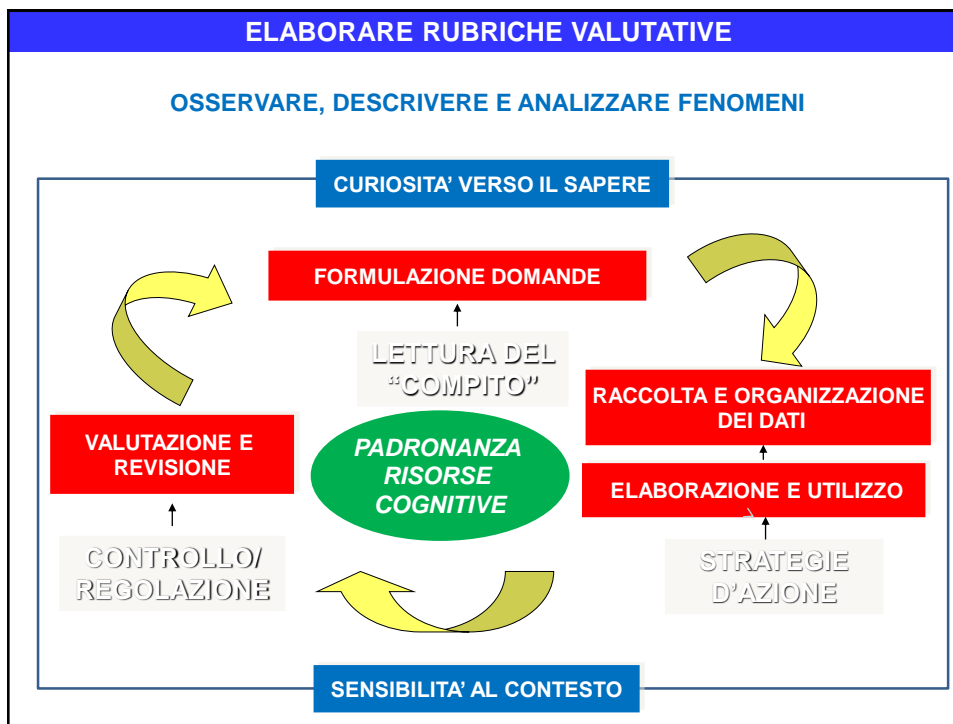 ELABORARE RUBRICHE VALUTATIVE
OSSERVARE, DESCRIVERE E ANALIZZARE FENOMENI
CURIOSITA’ VERSO IL SAPERE
FORMULAZIONE DOMANDE
LETTURA DEL
“COMPITO”
RACCOLTA E ORGANIZZAZIONE
DEI DATI
VALUTAZIONE E
REVISIONE
PADRONANZA
RISORSE
COGNITIVE
ELABORAZIONE E UTILIZZO
CONTROLLO/
REGOLAZIONE
STRATEGIE
D’AZIONE
SENSIBILITA’ AL CONTESTO